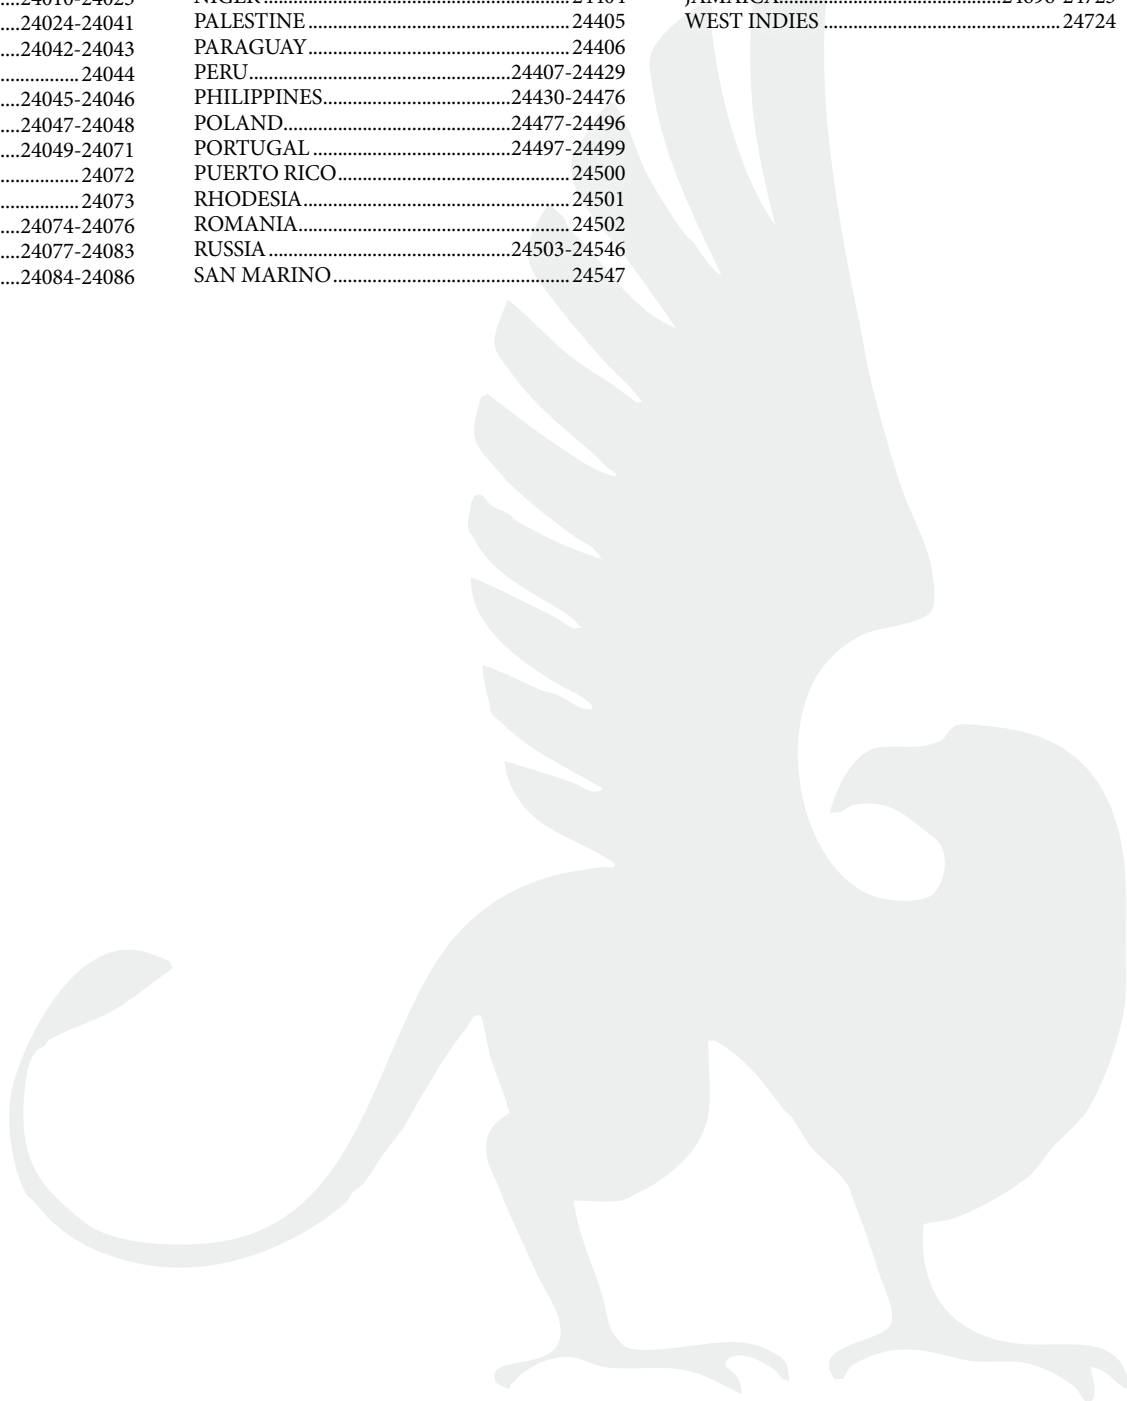 ....24024-24041
....24042-24043
................ 24044
....24045-24046
....24047-24048
....24049-24071
................ 24072
................ 24073
....24074-24076
....24077-24083
....24084-24086
PALESTINE ..................................................... 24405
PARAGUAY .................................................... 24406
PERU .....................................................24407-24429
PHILIPPINES.......................................24430-24476
POLAND...............................................24477-24496
PORTUGAL .........................................24497-24499
PUERTO RICO............................................... 24500
RHODESIA...................................................... 24501
ROMANIA....................................................... 24502
RUSSIA ..................................................24503-24546
SAN MARINO ................................................ 24547
WEST INDIES ................................................ 24724